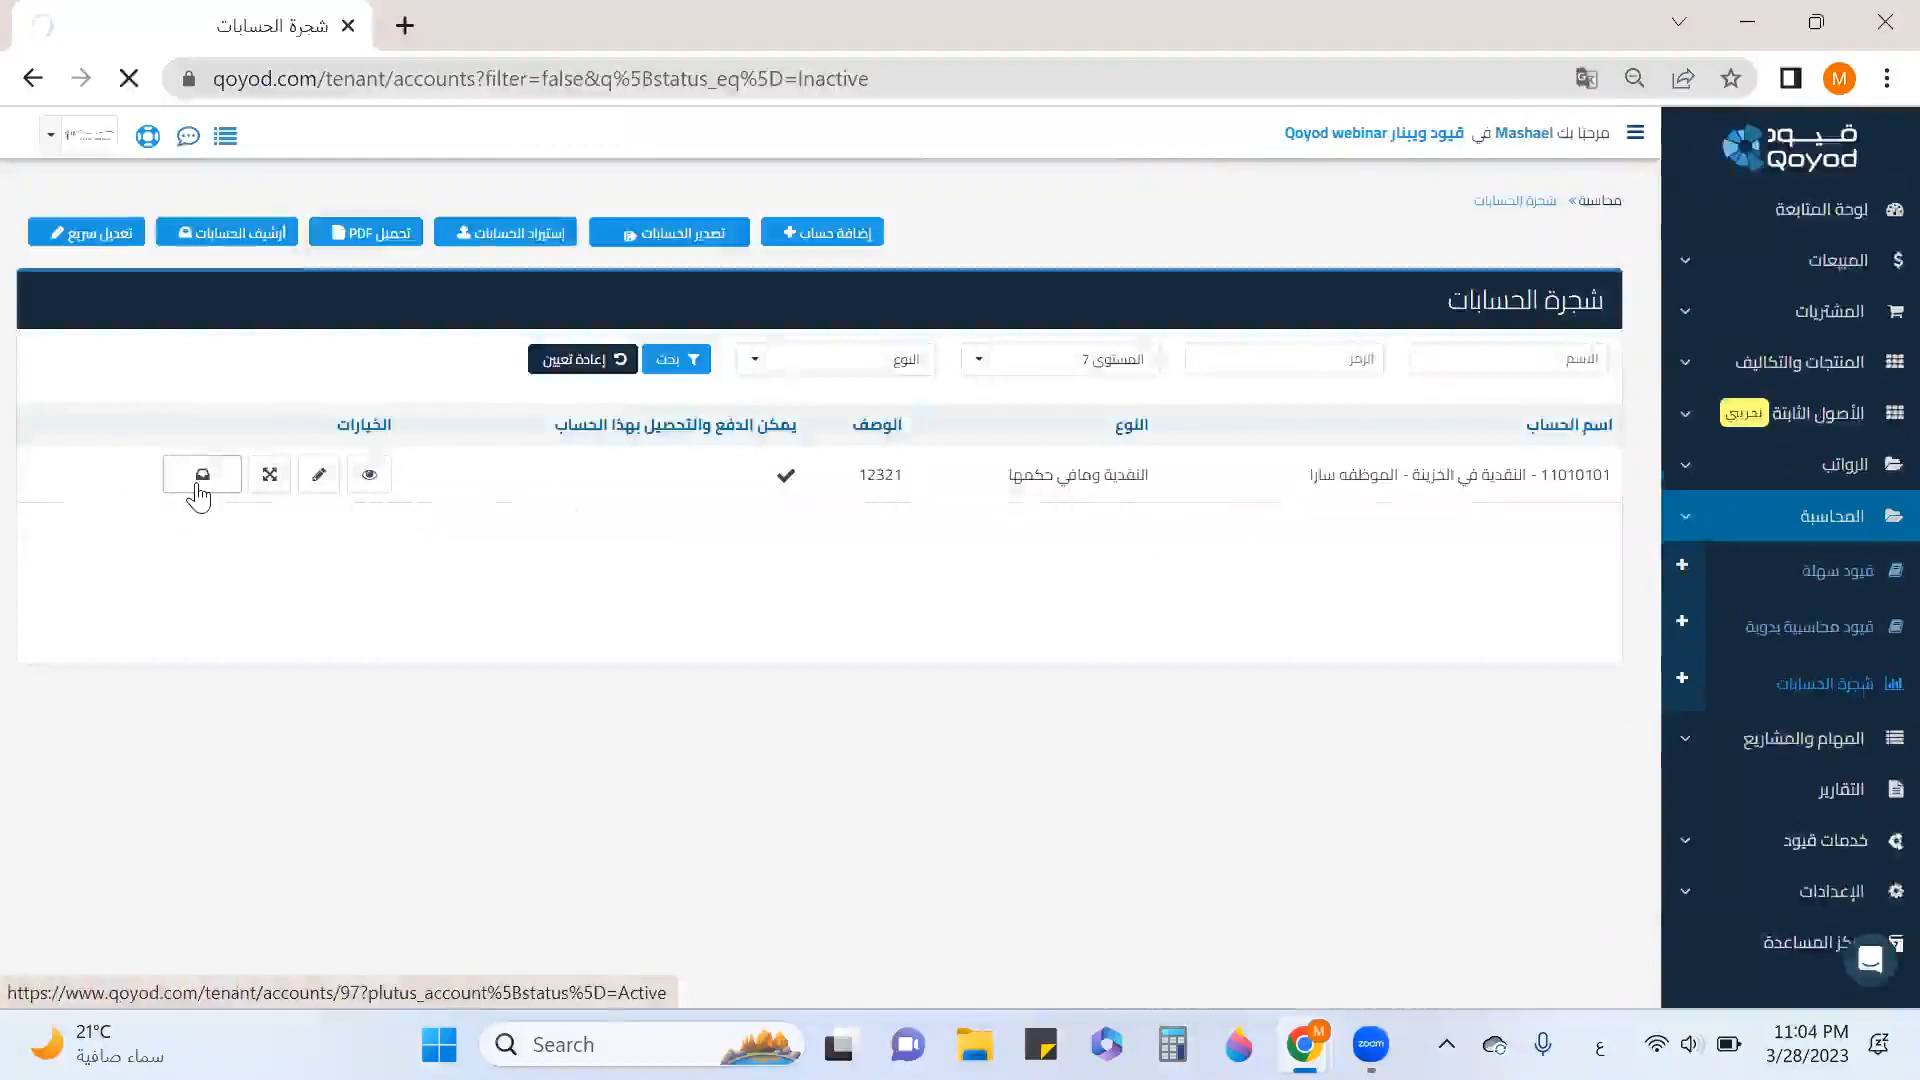 شجرة الحسابات
qoyod.com/tenant/accounts?filter=false&q%5Bstatus_eq%5D=Inactive
M
مرحبًا بك Mashael في قيود ويبنار Qoyod webinar
قيود
Qoyod
محاسبة » شجرة الحسابات
إضافة حساب
تصدير الحسابات
إستيراد الحسابات
تحميل PDF
أرشيف الحسابات
تعديل سريع
شجرة الحسابات
الاسم
الرمز
المستوى 7
النوع
بحث
إعادة تعيين
اسم الحساب
النوع
الوصف
يمكن الدفع والتحصيل بهذا الحساب
الخيارات
11010101 - النقدية في الخزينة - الموظفه سارا
النقدية ومافي حكمها
12321
لوحة المتابعة
المبيعات
المشتريات
المنتجات والتكاليف
الأصول الثابتة تجريبي
الرواتب
المحاسبة
قيود سهلة
قيود محاسبية يدوية
شجرة الحسابات
المهام والمشاريع
التقارير
خدمات قيود
الإعدادات
المساعدة
https://www.qoyod.com/tenant/accounts/97?plutus_account%5Bstatus%5D=Active
21°C
سماء صافية
Search
M
zoom
ع
11:04 PM
3/28/2023